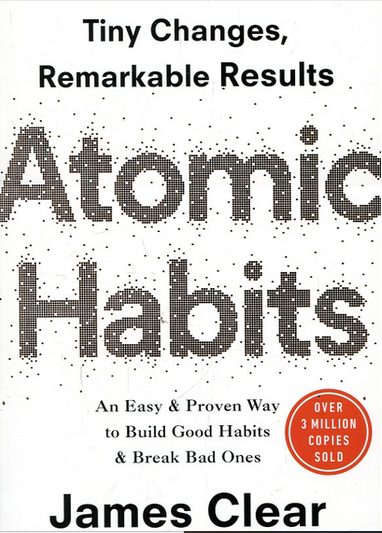 Tiny Changes,
Remarkable Results
Atomic
Habits
An Easy & Proven Way
to Build Good Habits
& Break Bad Ones
OVER
3 MILLION
COPIES
SOLD
James Clear